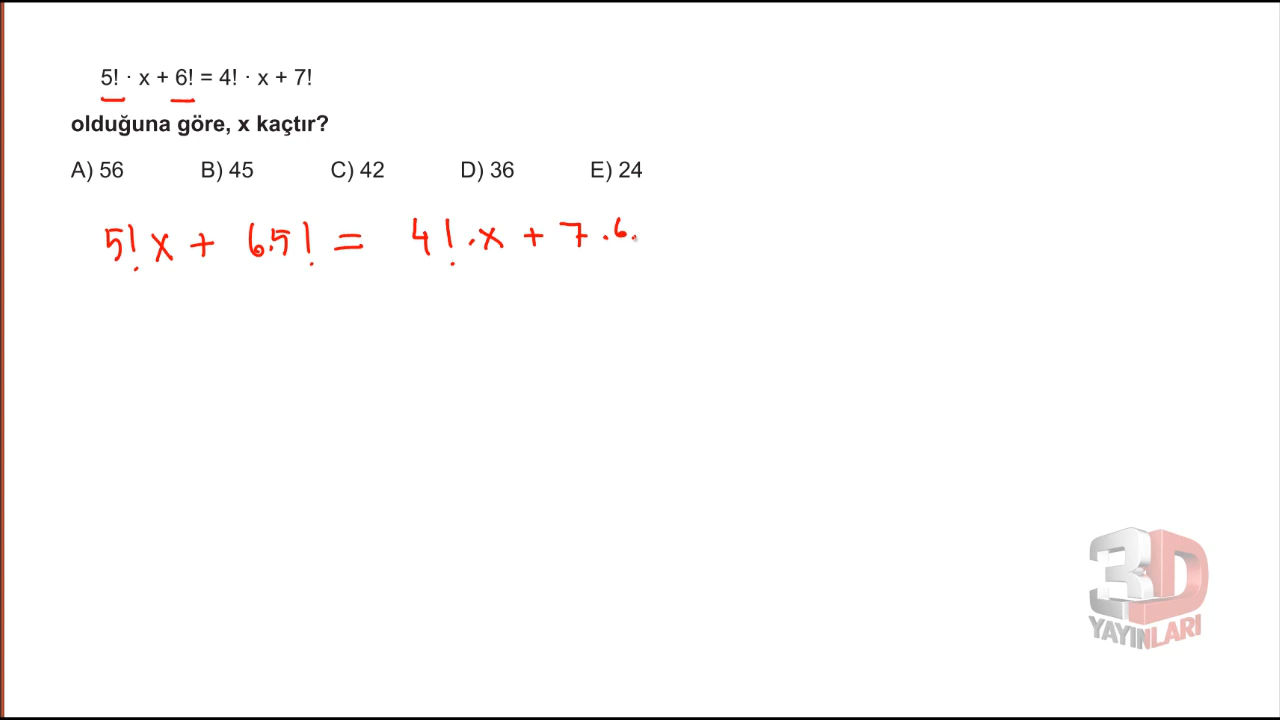 5! · x + 6! = 4! · x + 7!
olduğuna göre, x kaçtır?
A) 56 B) 45 C) 42 D) 36 E) 24
5! x + 6.5! = 4! . x + 7 . 6.
3D
YAYINLARI